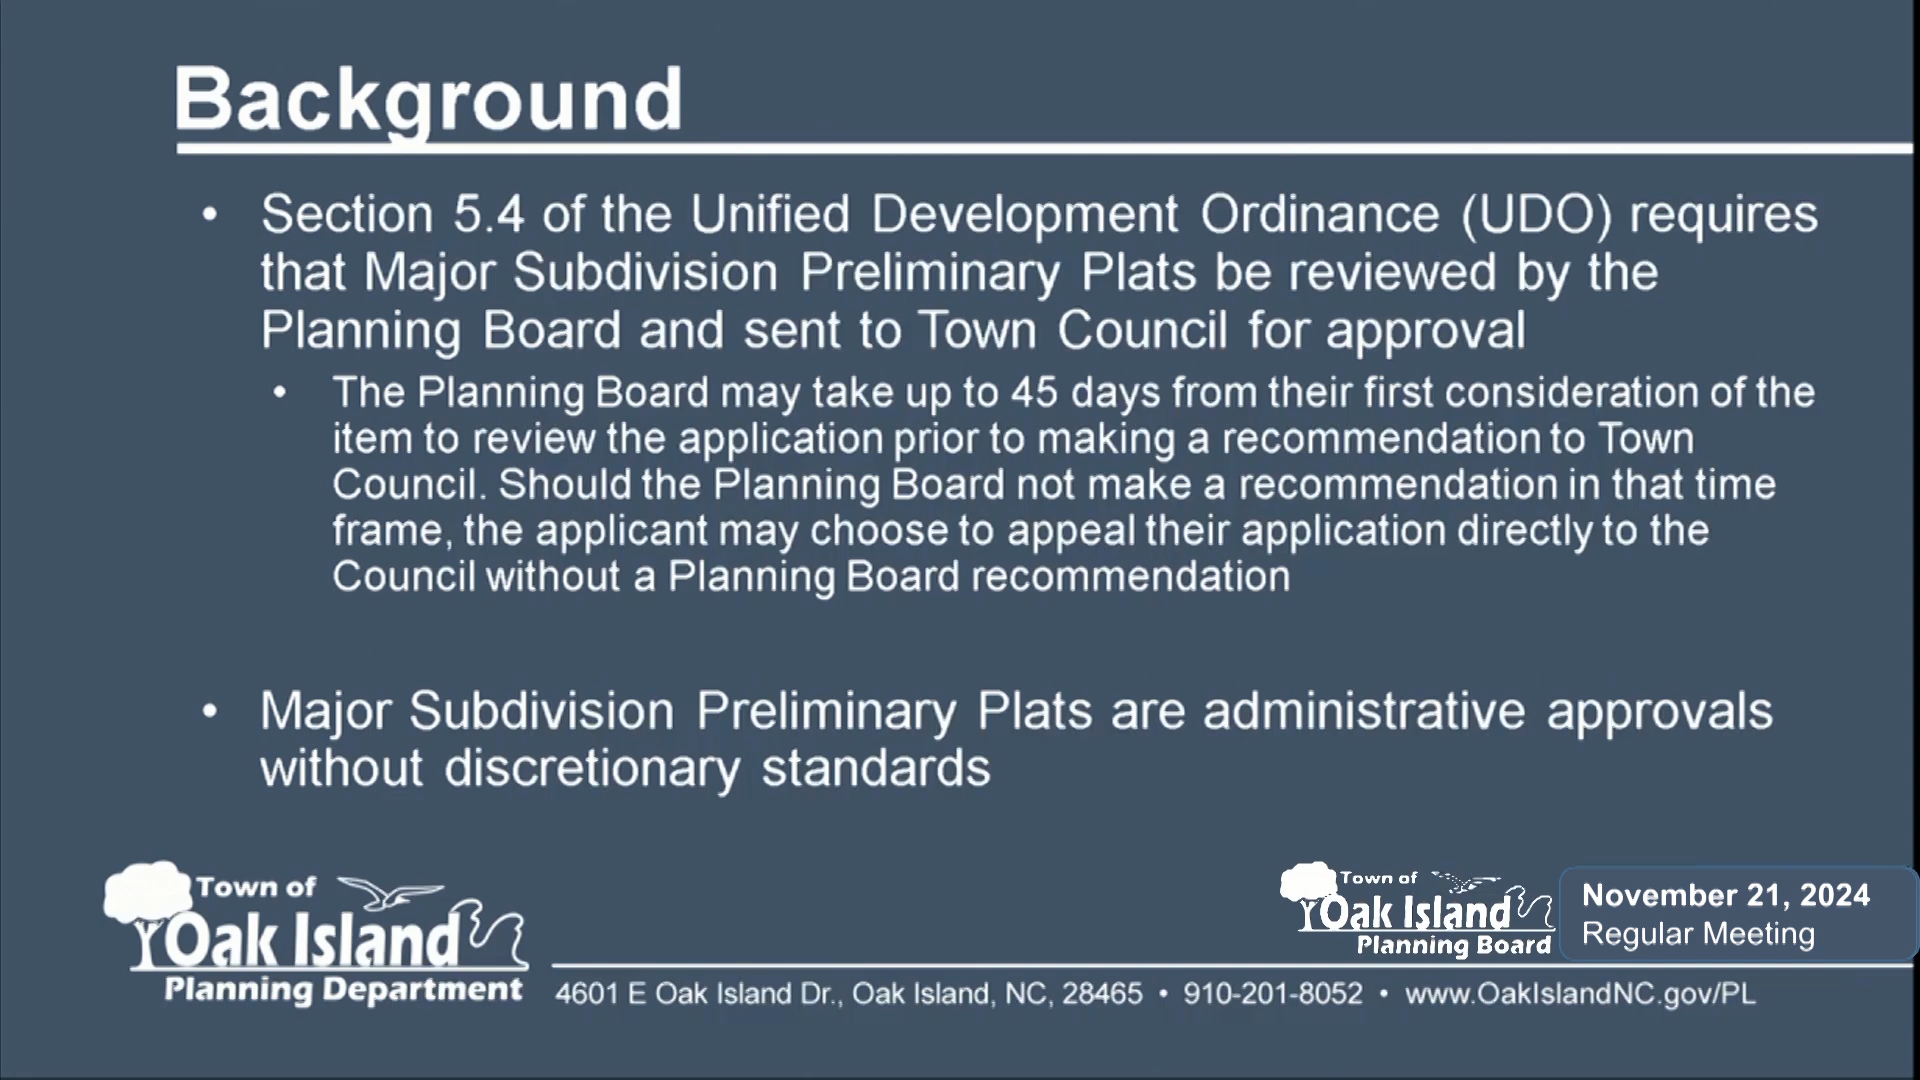 Background
• Section 5.4 of the Unified Development Ordinance (UDO) requires
that Major Subdivision Preliminary Plats be reviewed by the
Planning Board and sent to Town Council for approval
• The Planning Board may take up to 45 days from their first consideration of the
item to review the application prior to making a recommendation to Town
Council. Should the Planning Board not make a recommendation in that time
frame, the applicant may choose to appeal their application directly to the
Council without a Planning Board recommendation
• Major Subdivision Preliminary Plats are administrative approvals
without discretionary standards
Town of
Oak Island
Planning Department
Town of
Oak Island
Planning Board
November 21, 2024
Regular Meeting
4601 E Oak Island Dr., Oak Island, NC, 28465 • 910-201-8052 • www.OakIslandNC.gov/PL